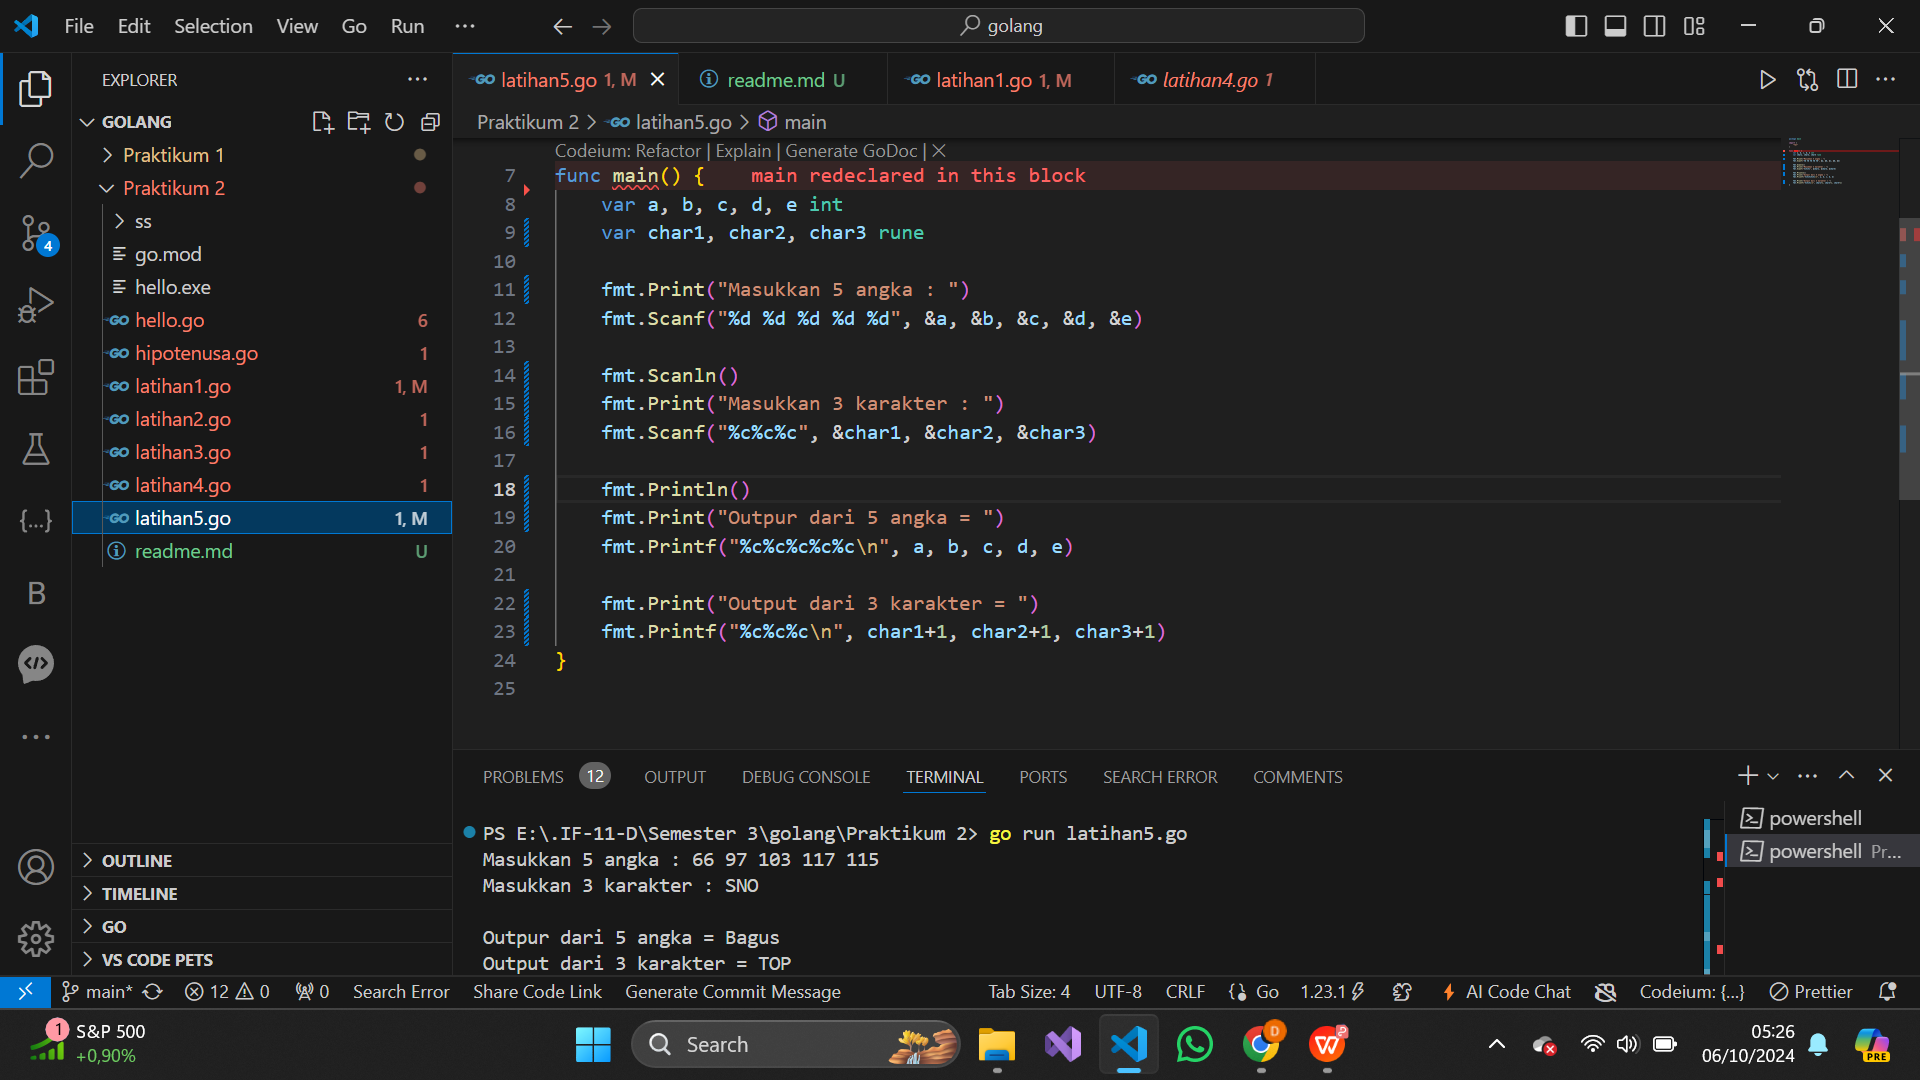 File Edit Selection View Go Run ··· golang
EXPLORER
GOLANG
Praktikum 1
Praktikum 2
ss
go.mod
hello.exe
hello.go 6
hipotenusa.go 1
latihan1.go 1, M
latihan2.go 1
latihan3.go 1
latihan4.go 1
latihan5.go 1, M
readme.md U
OUTLINE
TIMELINE
GO
VS CODE PETS
4
B
latihan5.go 1, M readme.md U latihan1.go 1, M latihan4.go 1
Praktikum 2 > latihan5.go > main
Codeium: Refactor | Explain | Generate GoDoc | ×
7 func main() { main redeclared in this block
8 var a, b, c, d, e int
9 var char1, char2, char3 rune
10
11 fmt.Print("Masukkan 5 angka : ")
12 fmt.Scanf("%d %d %d %d %d", &a, &b, &c, &d, &e)
13
14 fmt.Scanln()
15 fmt.Print("Masukkan 3 karakter : ")
16 fmt.Scanf("%c%c%c", &char1, &char2, &char3)
17
18 fmt.Println()
19 fmt.Print("Outpur dari 5 angka = ")
20 fmt.Printf("%c%c%c%c%c\n", a, b, c, d, e)
21
22 fmt.Print("Output dari 3 karakter = ")
23 fmt.Printf("%c%c%c\n", char1+1, char2+1, char3+1)
24 }
25
PROBLEMS 12 OUTPUT DEBUG CONSOLE TERMINAL PORTS SEARCH ERROR COMMENTS
PS E:\.IF-11-D\Semester 3\golang\Praktikum 2> go run latihan5.go
Masukkan 5 angka : 66 97 103 117 115
Masukkan 3 karakter : SNO
Outpur dari 5 angka = Bagus
Output dari 3 karakter = TOP
powershell
powershell Pr...
main* 12 0 0 Search Error Share Code Link Generate Commit Message Tab Size: 4 UTF-8 CRLF Go 1.23.1 AI Code Chat Codeium: {...} Prettier
1 S&P 500
+0,90%
Search
D
05:26
06/10/2024
PRE